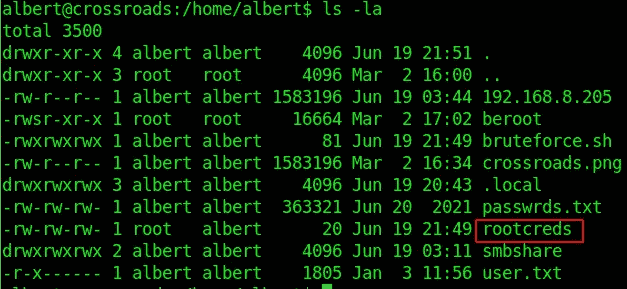 albert@crossroads:/home/albert$ ls -la
total 3500
drwxr-xr-x 4 albert albert 4096 Jun 19 21:51 .
drwxr-xr-x 3 root root 4096 Mar 2 16:00 ..
-rw-r--r-- 1 albert albert 1583196 Jun 19 03:44 192.168.8.205
-rwsr-xr-x 1 root root 16664 Mar 2 17:02 beroot
-rwxrwxrwx 1 albert albert 81 Jun 19 21:49 bruteforce.sh
-rw-r--r-- 1 albert albert 1583196 Mar 2 16:34 crossroads.png
drwxrwxrwx 3 albert albert 4096 Jun 19 20:43 .local
-rw-rw-rw- 1 albert albert 363321 Jun 20 2021 passwrds.txt
-rw-rw-rw- 1 root albert 20 Jun 19 21:49 rootcreds
drwxrwxrwx 2 albert albert 4096 Jun 19 03:11 smbshare
-r-x------ 1 albert albert 1805 Jan 3 11:56 user.txt